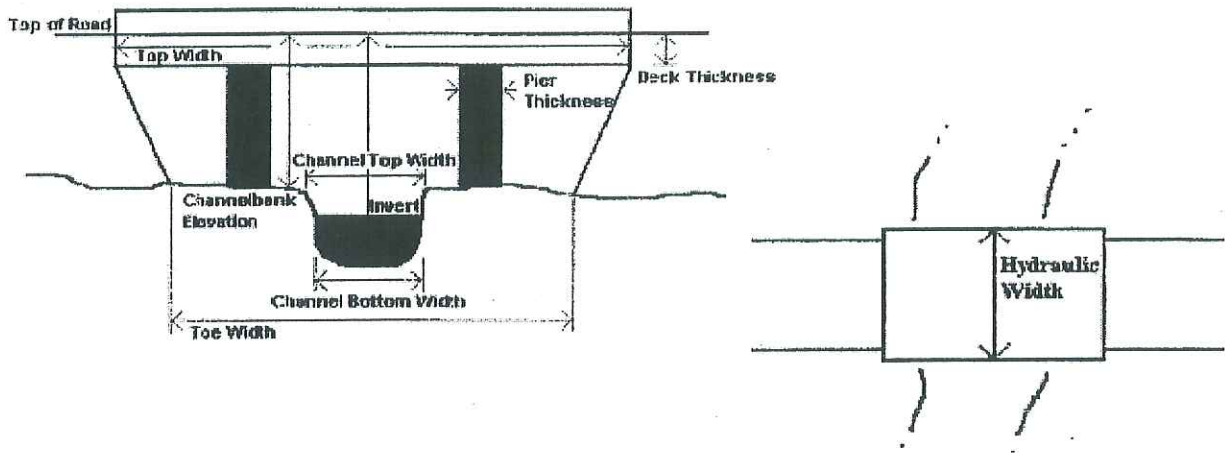 Top of Road
Top Width
Deck Thickness
Pier
Thickness
Channel Top Width
Channelbank
Elevation
Invert
Channel Bottom Width
Toe Width
Hydraulic
Width